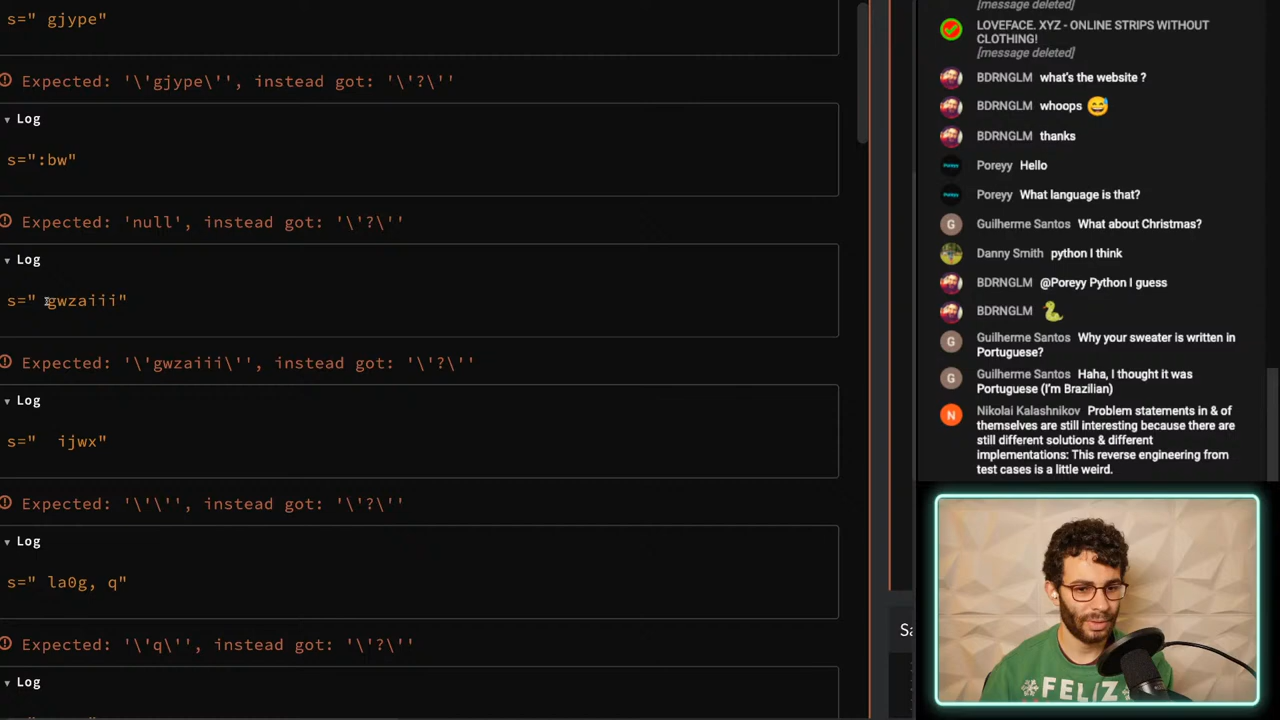 s=" gjype"
Expected: '\'gjype\'', instead got: '\'?\''
Log
s=":bw"
Expected: 'null', instead got: '\'?\''
Log
s=" gwzaiii"
Expected: '\'gwzaiii\'', instead got: '\'?\''
Log
s="  ijwx"
Expected: '\'\'', instead got: '\'?\''
Log
s=" la0g, q"
Expected: '\'q\'', instead got: '\'?\''
Log
[message deleted]
LOVEFACE. XYZ - ONLINE STRIPS WITHOUT
CLOTHING!
[message deleted]
BDRNGLM what's the website ?
BDRNGLM whoops 😅
BDRNGLM thanks
Poreyy Hello
Poreyy What language is that?
G Guilherme Santos What about Christmas?
Danny Smith python I think
BDRNGLM @Poreyy Python I guess
BDRNGLM 🐍
G Guilherme Santos Why your sweater is written in
Portuguese?
G Guilherme Santos Haha, I thought it was
Portuguese (I'm Brazilian)
N Nikolai Kalashnikov Problem statements in & of
themselves are still interesting because there are
still different solutions & different
implementations: This reverse engineering from
test cases is a little weird.
FELIZ